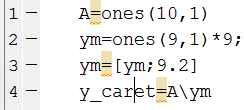 1 - A=ones(10,1)
2 - ym=ones(9,1)*9;
3 - ym=[ym;9.2]
4 - y_caret=A\ym